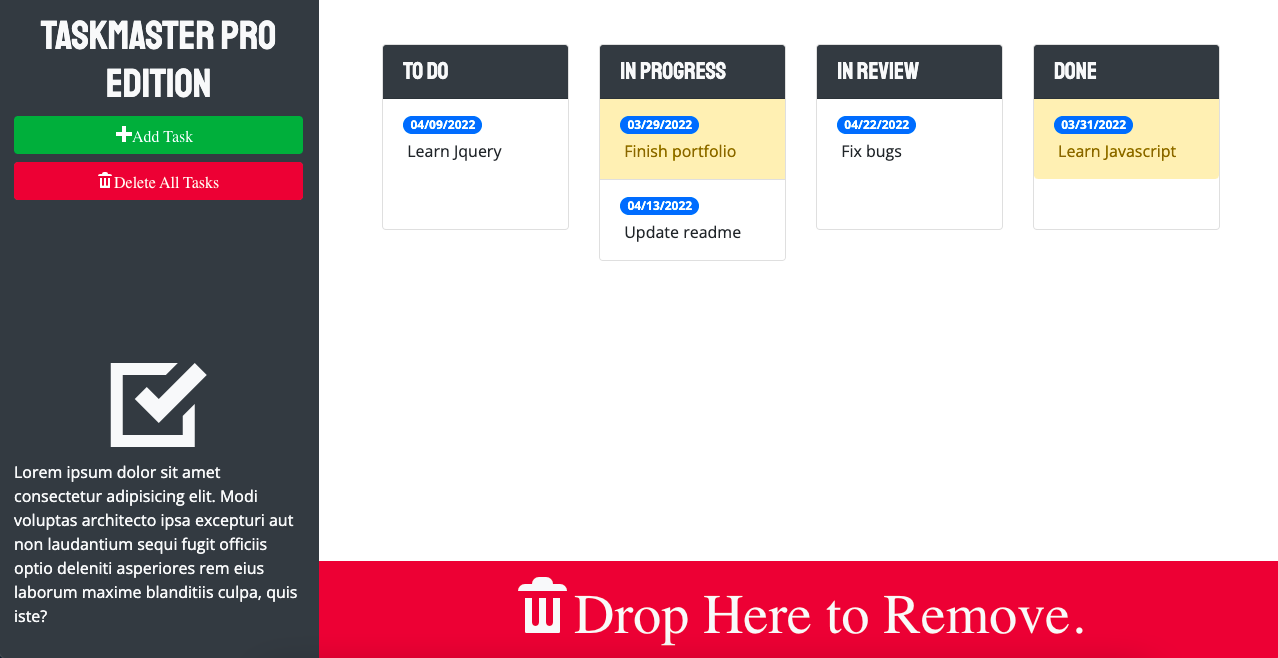 TASKMASTER PRO
EDITION
Add Task
Delete All Tasks
Lorem ipsum dolor sit amet
consectetur adipisicing elit. Modi
voluptas architecto ipsa excepturi aut
non laudantium sequi fugit officiis
optio deleniti asperiores rem eius
laborum maxime blanditiis culpa, quis
iste?
TO DO
04/09/2022
Learn Jquery
IN PROGRESS
03/29/2022
Finish portfolio
04/13/2022
Update readme
IN REVIEW
04/22/2022
Fix bugs
DONE
03/31/2022
Learn Javascript
Drop Here to Remove.